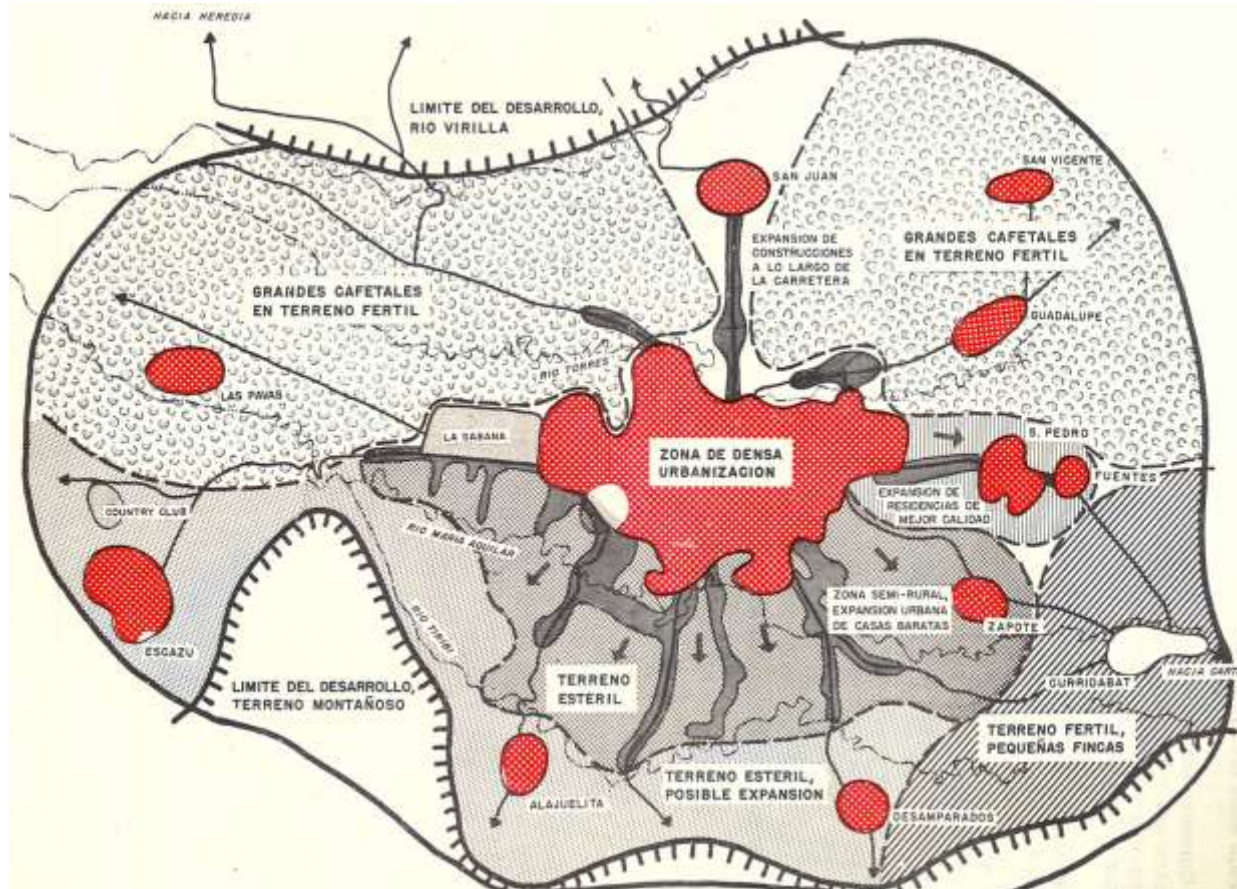 HACIA HEREDIA
LIMITE DEL DESARROLLO,
RIO VIRILLA
SAN VICENTE
SAN JUAN
EXPANSION DE
CONSTRUCCIONES
A LO LARGO DE
LA CARRETERA
GRANDES CAFETALES
EN TERRENO FERTIL
GRANDES CAFETALES
EN TERRENO FERTIL
GUADALUPE
RIO TORRES
LAS PAVAS
LA SABANA
ZONA DE DENSA
URBANIZACION
S. PEDRO
FUENTES
EXPANSION DE
RESIDENCIAS DE
MEJOR CALIDAD
COUNTRY CLUB
RIO MARIA AGUILAR
ZONA SEMI-RURAL,
EXPANSION URBANA
DE CASAS BARATAS
ZAPOTE
RIO TIRIBI
ESCAZU
CURRIDABAT
HACIA CART
LIMITE DEL DESARROLLO,
TERRENO MONTAÑOSO
TERRENO
ESTERIL
TERRENO FERTIL,
PEQUEÑAS FINCAS
TERRENO ESTERIL,
POSIBLE EXPANSION
ALAJUELITA
DESAMPARADOS